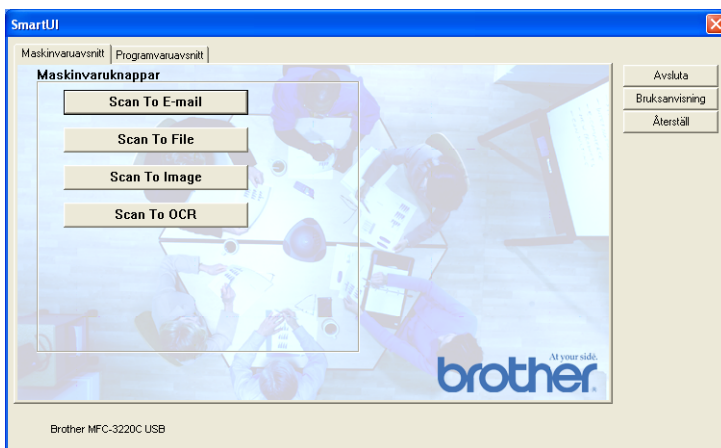 SmartUI
Maskinvaruavsnitt Programvaruavsnitt
Maskinvaruknappar
Scan To E-mail
Scan To File
Scan To Image
Scan To OCR
Avsluta
Bruksanvisning
Återställ
At your side.
brother
Brother MFC-3220C USB